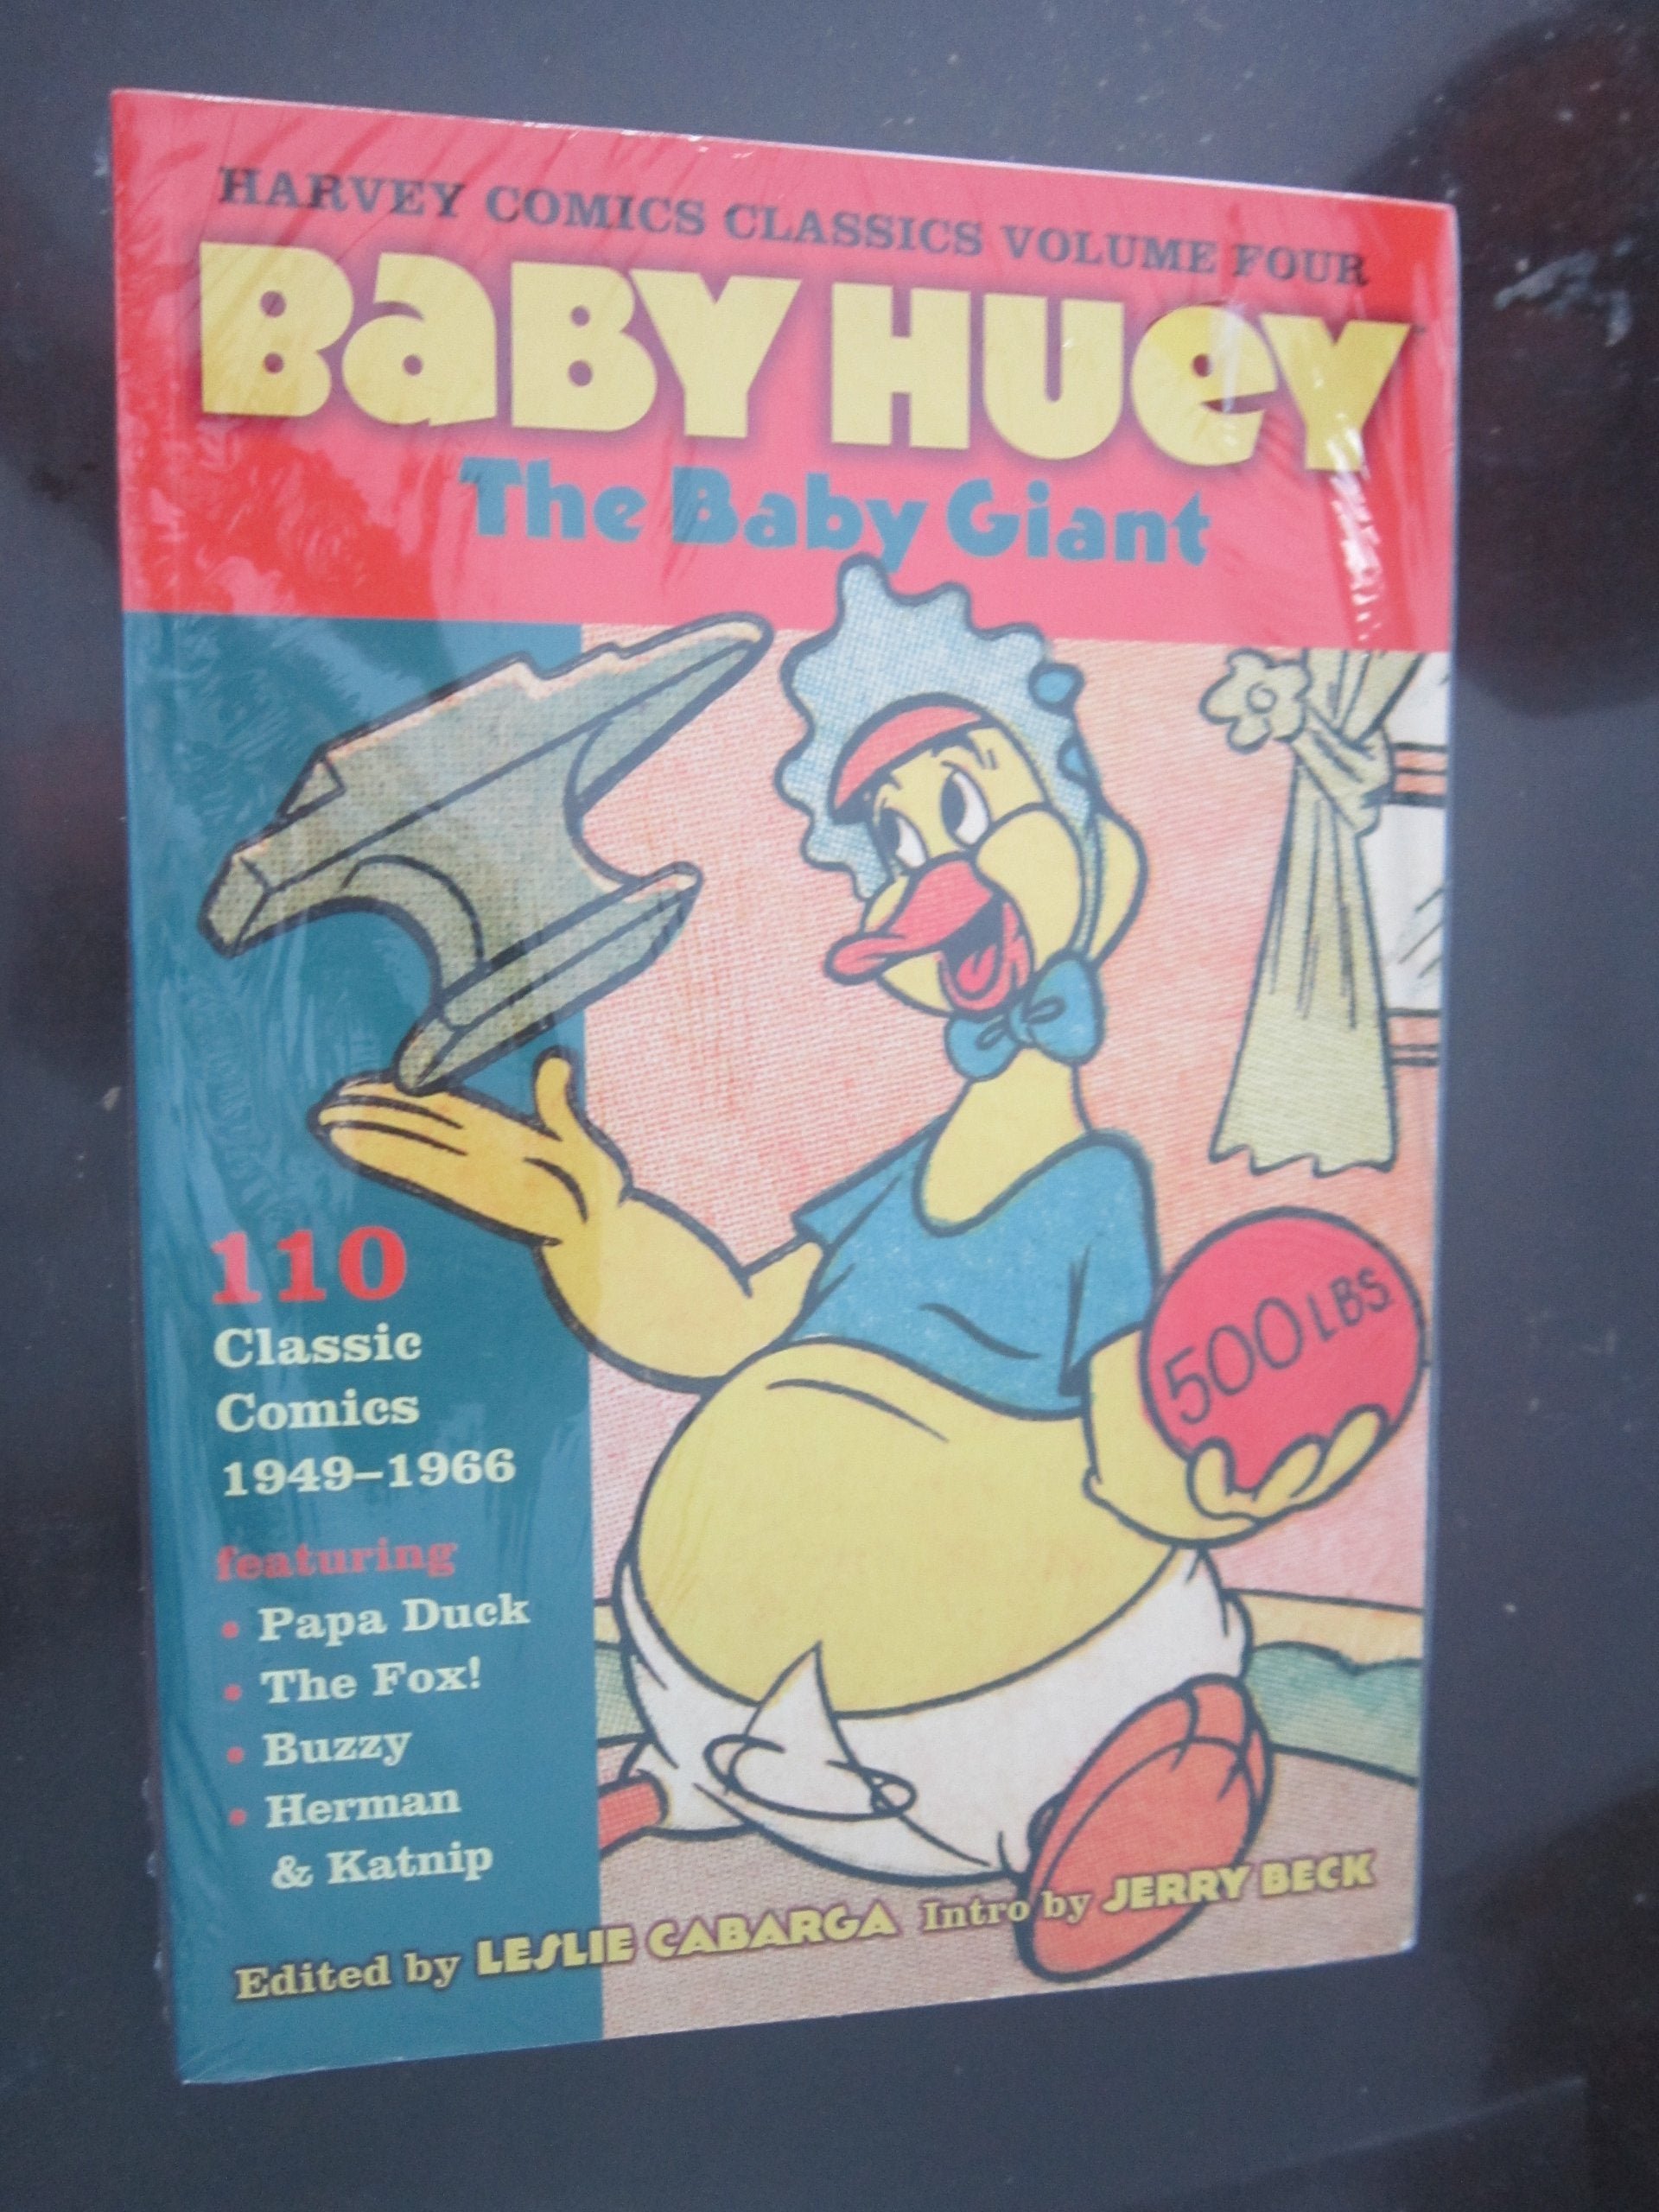 HARVEY COMICS CLASSICS VOLUME FOUR
BaBY HUeY
The Baby Giant
500 LBS
110
Classic
Comics
1949–1966
featuring
• Papa Duck
• The Fox!
• Buzzy
• Herman
& Katnip
Edited by LESLIE CABARGA Intro by JERRY BECK